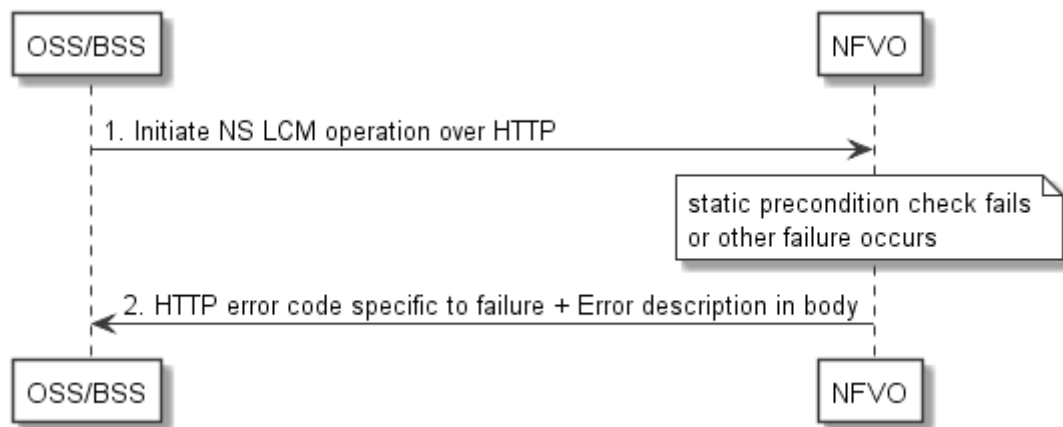 OSS/BSS
NFVO
1. Initiate NS LCM operation over HTTP
static precondition check fails
or other failure occurs
2. HTTP error code specific to failure + Error description in body
OSS/BSS
NFVO